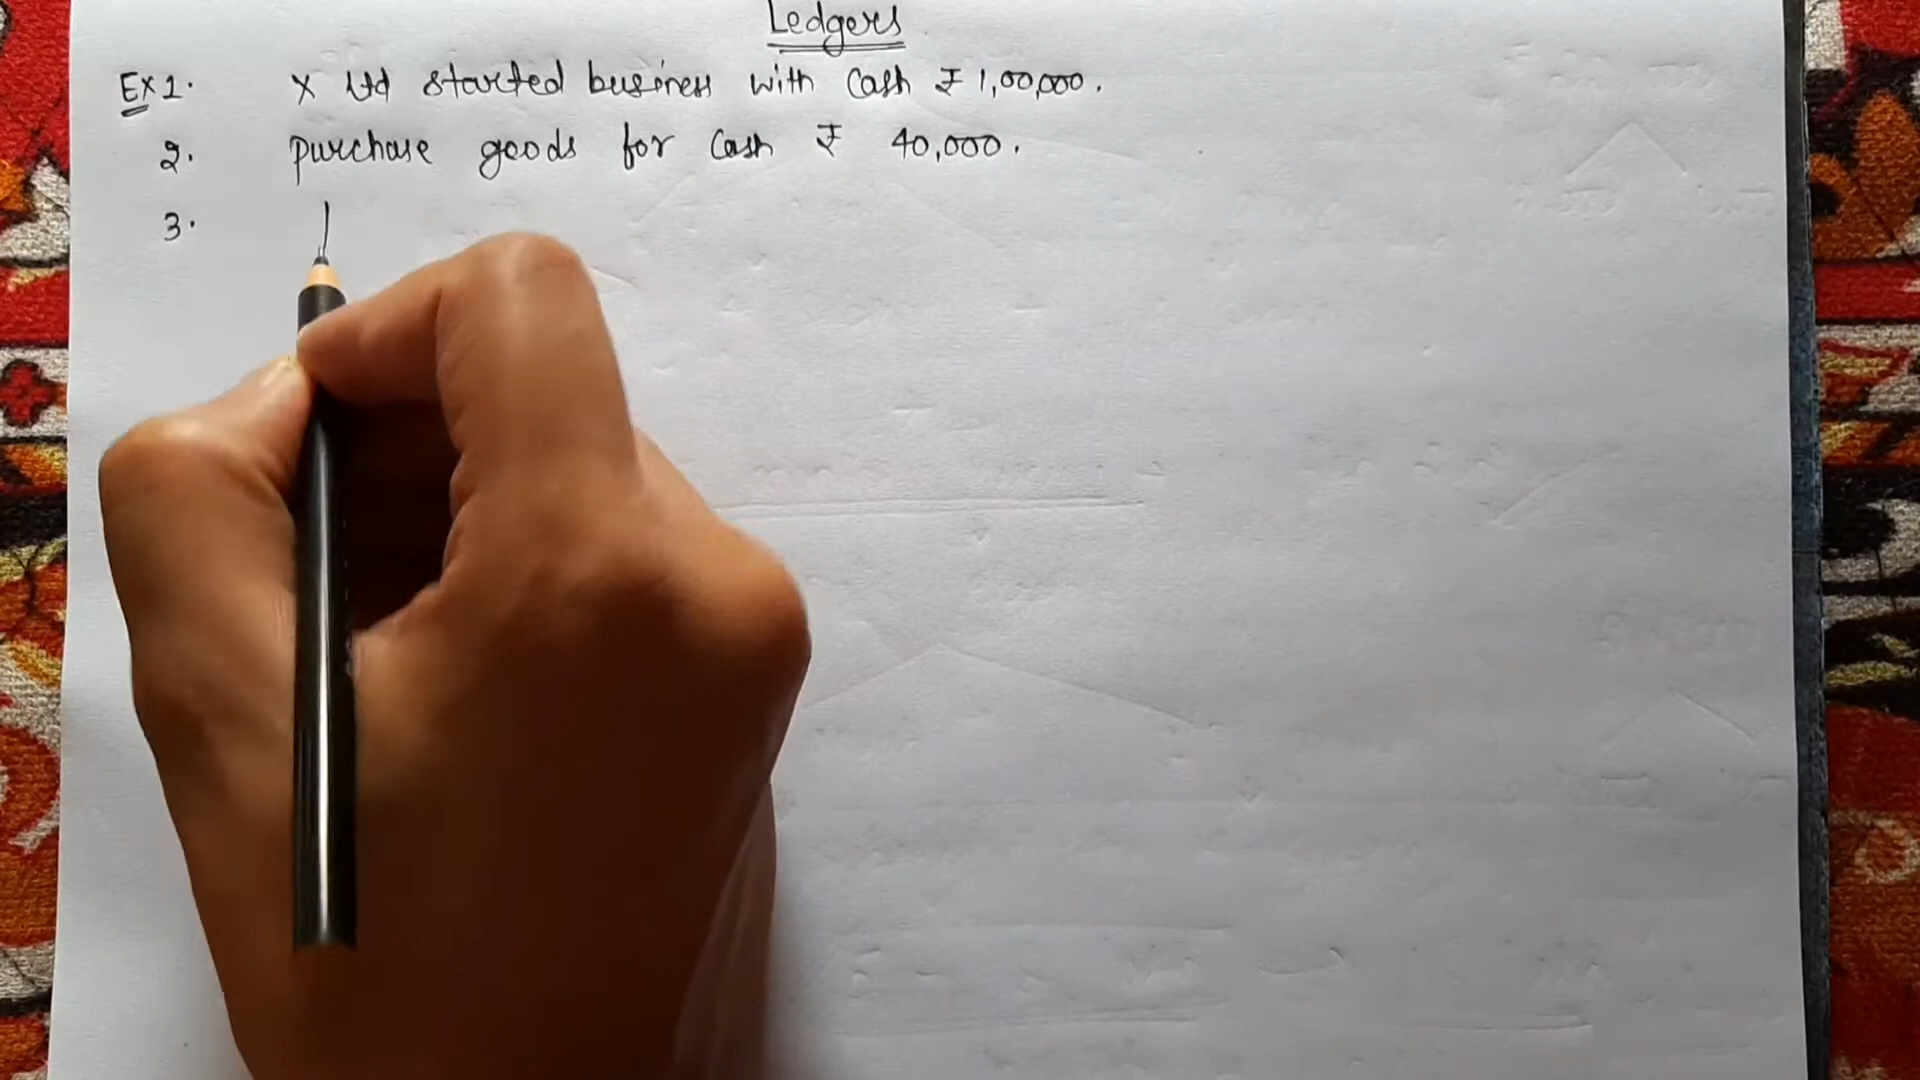 Ledgers
Ex 1. X Ltd started business with Cash ₹ 1,00,000.
2. Purchase goods for Cash ₹ 40,000.
3.